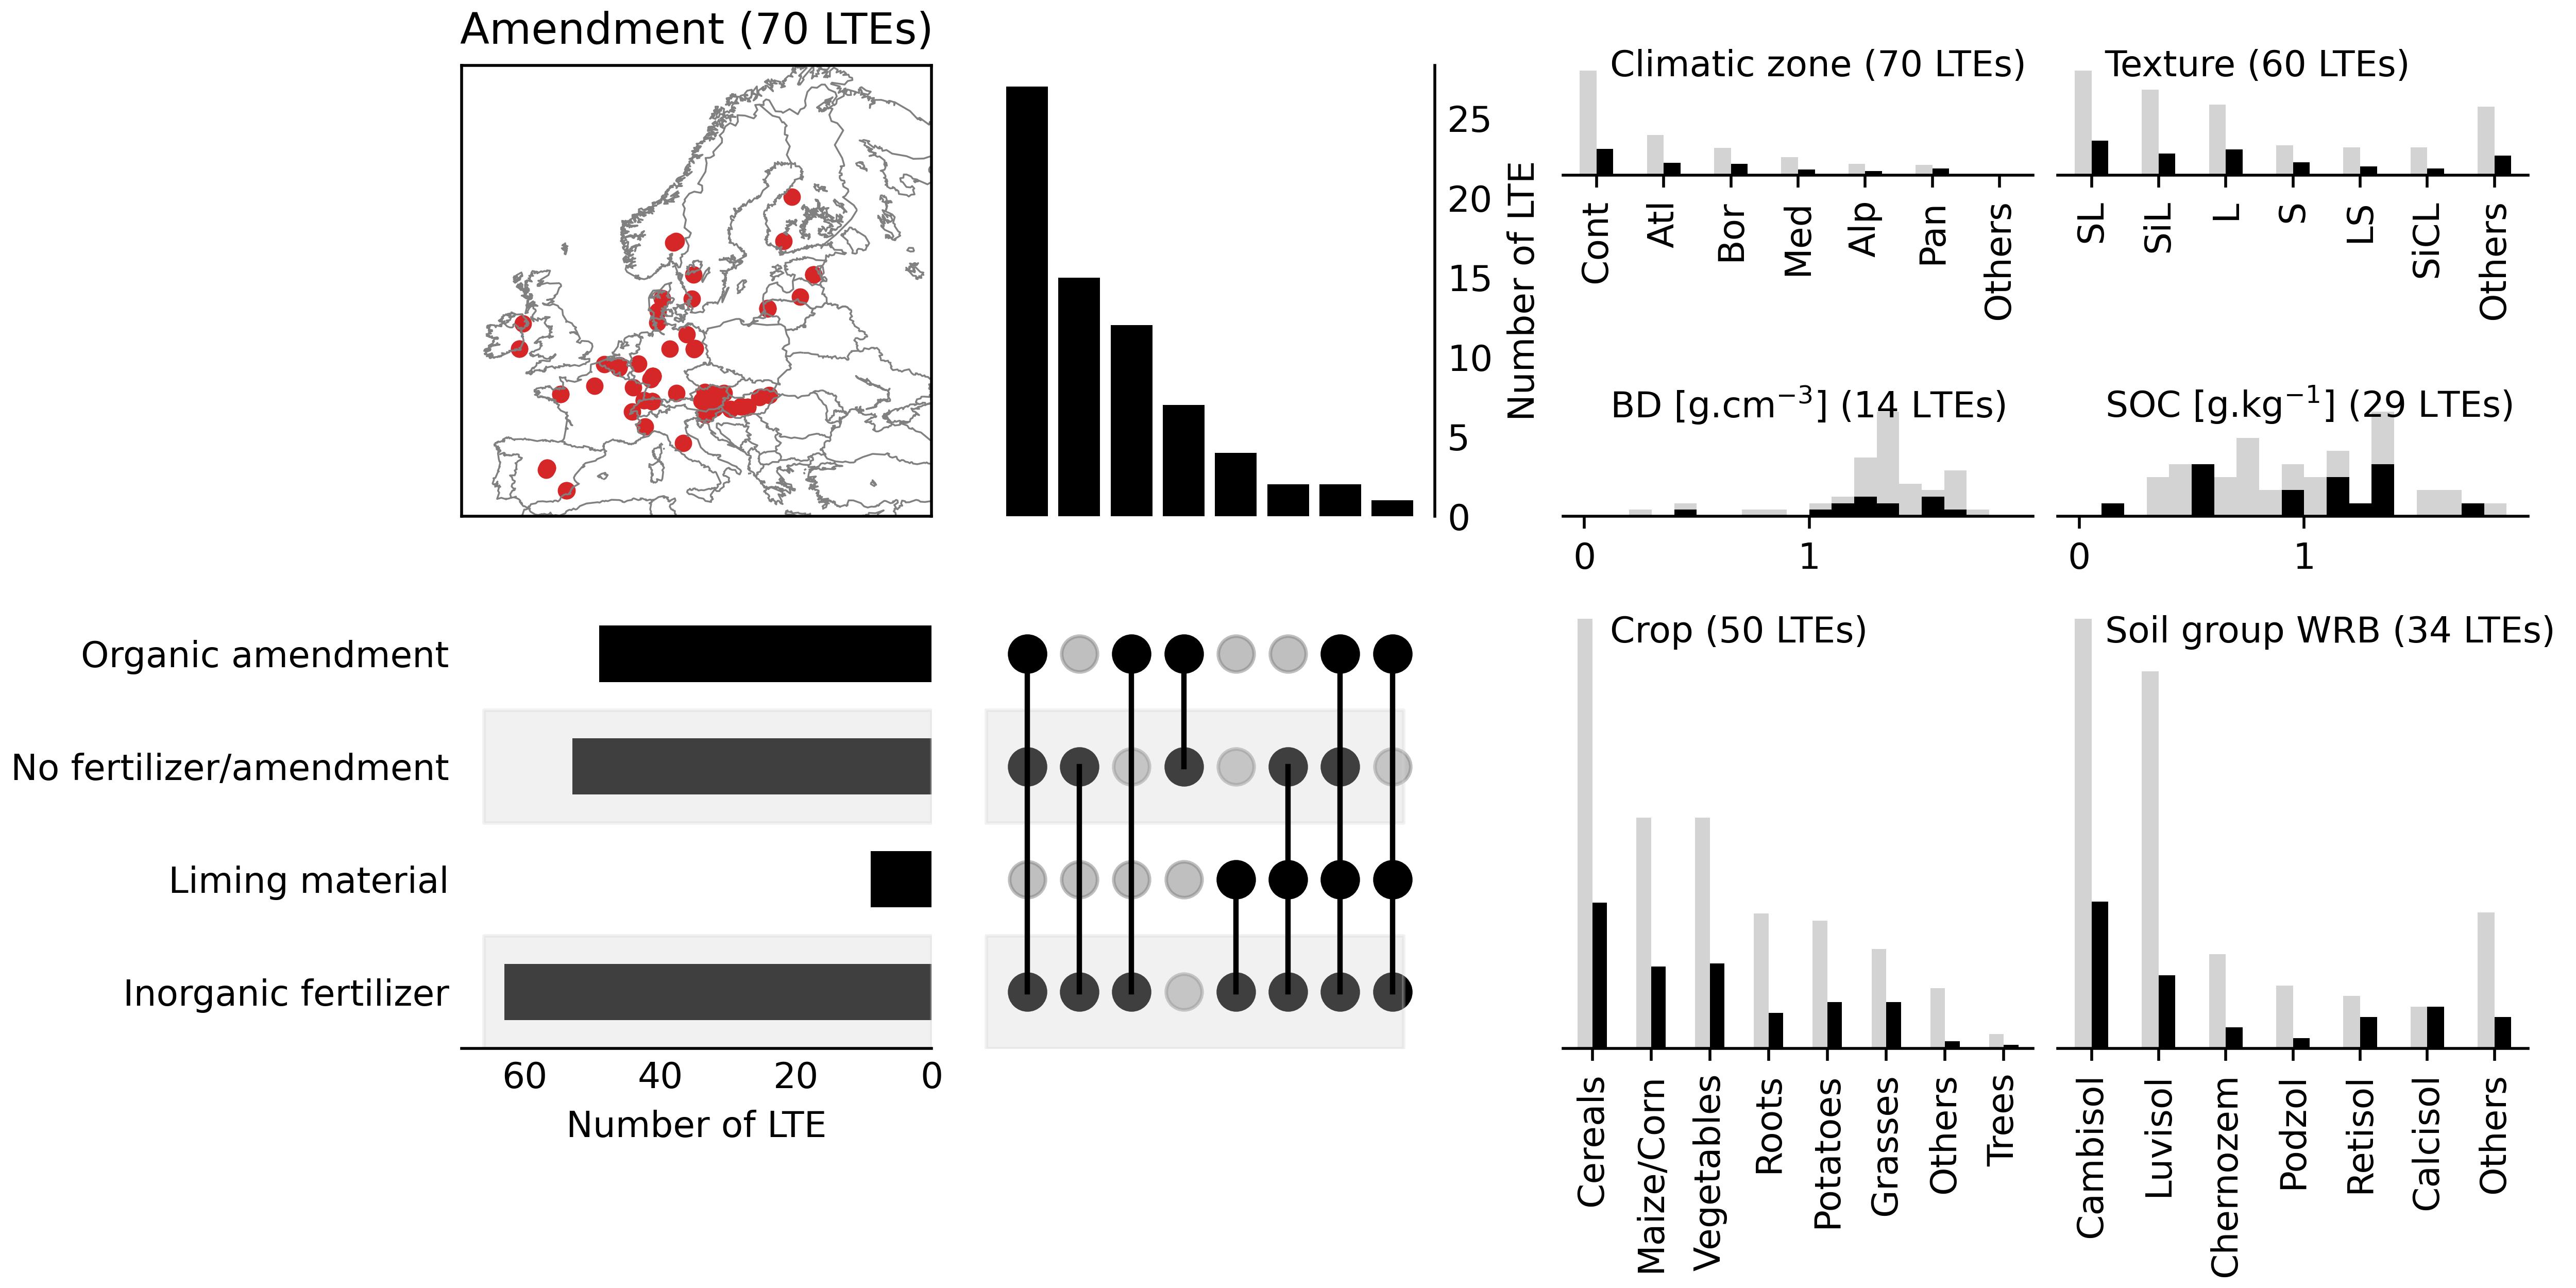 Amendment (70 LTEs)
25
20
15
10
5
0
Number of LTE
Climatic zone (70 LTEs)
Cont
Atl
Bor
Med
Alp
Pan
Others
Texture (60 LTEs)
SL
SiL
L
S
LS
SiCL
Others
BD [g.cm⁻³] (14 LTEs)
0
1
SOC [g.kg⁻¹] (29 LTEs)
0
1
Organic amendment
No fertilizer/amendment
Liming material
Inorganic fertilizer
60
40
20
0
Number of LTE
Crop (50 LTEs)
Cereals
Maize/Corn
Vegetables
Roots
Potatoes
Grasses
Others
Trees
Soil group WRB (34 LTEs)
Cambisol
Luvisol
Chernozem
Podzol
Retisol
Calcisol
Others